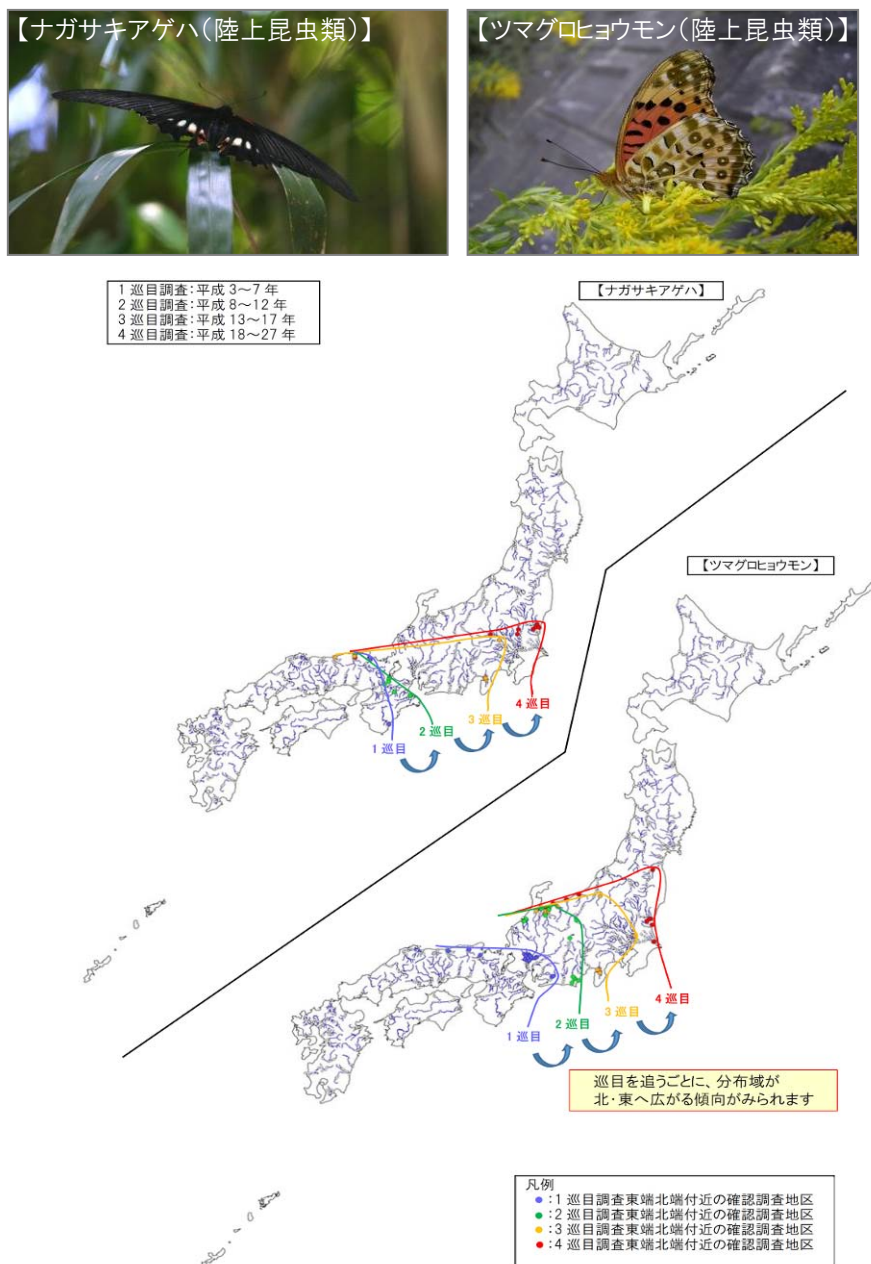 【ナガサキアゲハ(陸上昆虫類)】
【ツマグロヒョウモン(陸上昆虫類)】
1 巡目調査:平成 3～7 年
2 巡目調査:平成 8～12 年
3 巡目調査:平成 13～17 年
4 巡目調査:平成 18～27 年
【ナガサキアゲハ】
1 巡目
2 巡目
3 巡目
4 巡目
【ツマグロヒョウモン】
1 巡目
2 巡目
3 巡目
4 巡目
巡目を追うごとに、分布域が
北・東へ広がる傾向がみられます
凡例
:1 巡目調査東端北端付近の確認調査地区
:2 巡目調査東端北端付近の確認調査地区
:3 巡目調査東端北端付近の確認調査地区
:4 巡目調査東端北端付近の確認調査地区